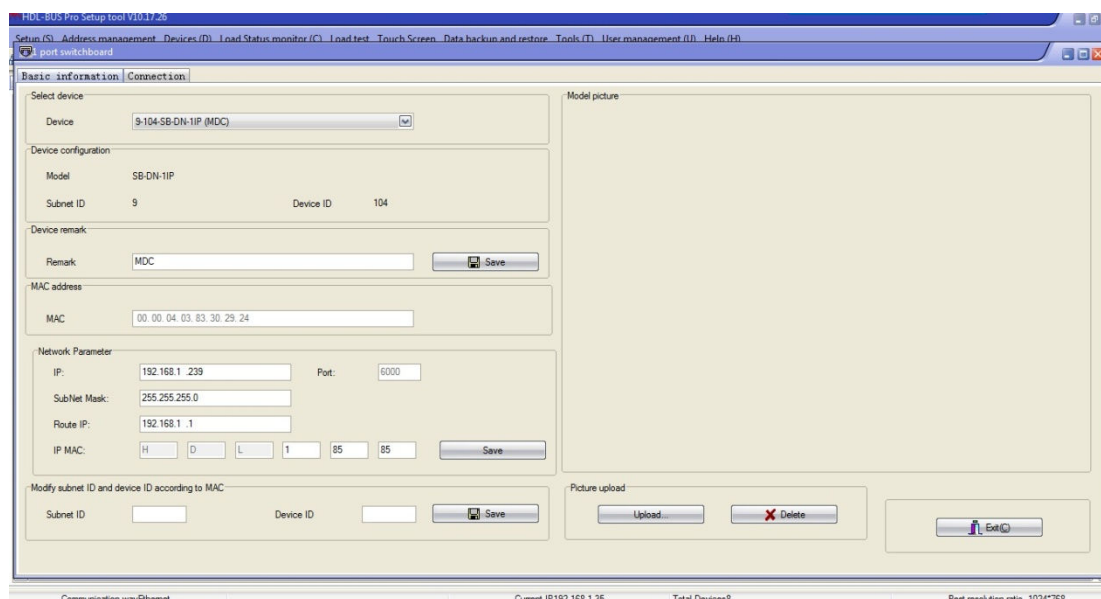 HDL-BUS Pro Setup tool V10.17.26
Setup (S) Address management Devices (D) Load Status monitor (C) Load test Touch Screen Data backup and restore Tools (T) User management (U) Help (H)
1 port switchboard
Basic information Connection
Select device
Device 9-104-SB-DN-1IP (MDC)
Device configuration
Model SB-DN-1IP
Subnet ID 9 Device ID 104
Device remark
Remark MDC Save
MAC address
MAC 00. 00. 04. 03. 83. 30. 29. 24
Network Parameter
IP: 192.168.1 .239 Port: 6000
SubNet Mask: 255.255.255.0
Route IP: 192.168.1 .1
IP MAC: H D L 1 85 85 Save
Modify subnet ID and device ID according to MAC
Subnet ID Device ID Save
Model picture
Picture upload
Upload... Delete
Exit(C)
Communication way:Ethernet Current IP192.168.1.35 Total Devices8 Best resolution ratio 1024*768